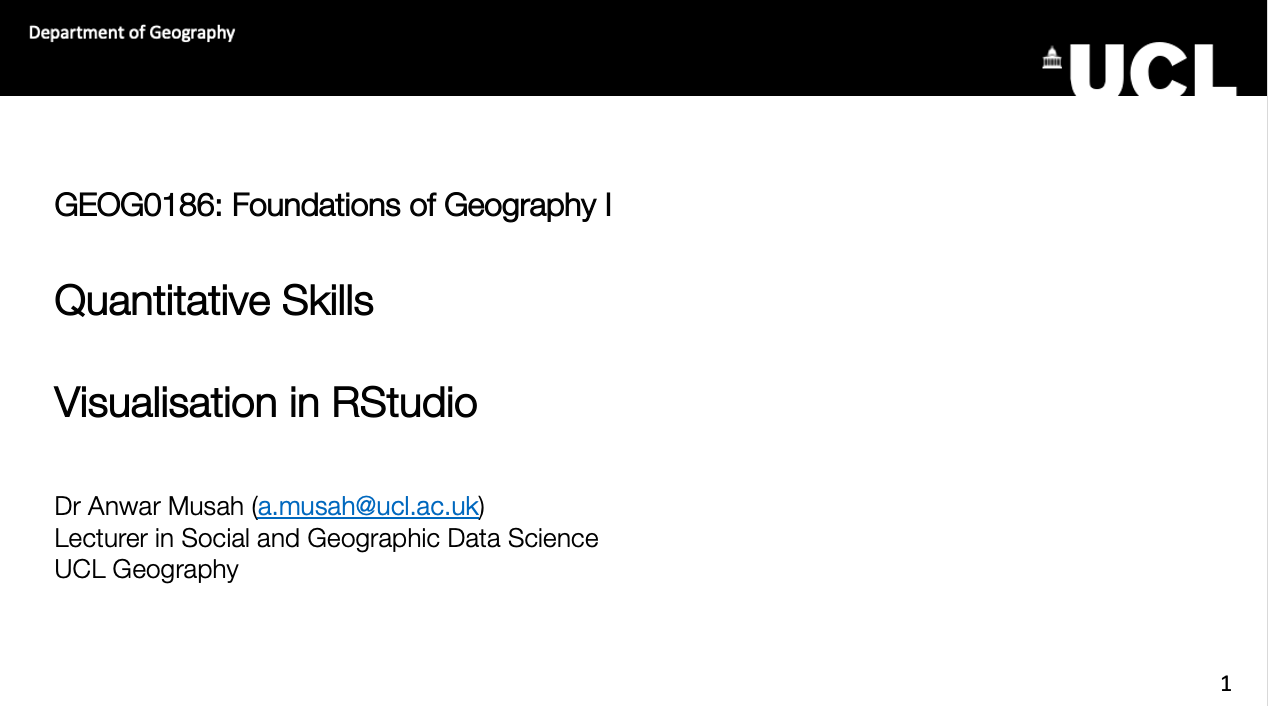 Department of Geography
UCL
GEOG0186: Foundations of Geography I
Quantitative Skills
Visualisation in RStudio
Dr Anwar Musah (a.musah@ucl.ac.uk)
Lecturer in Social and Geographic Data Science
UCL Geography
1